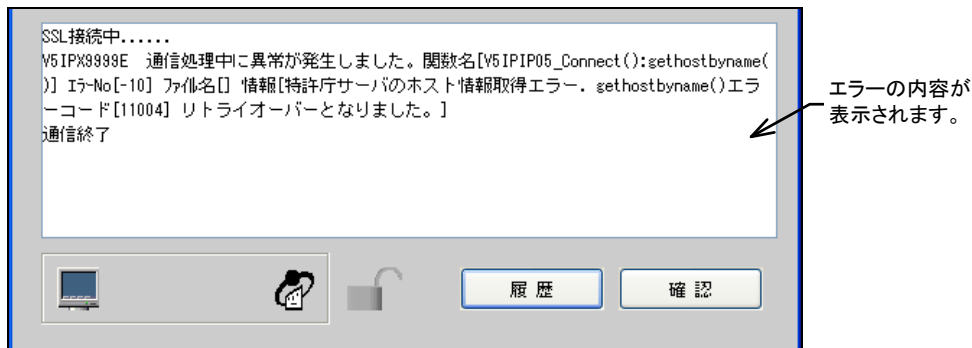 SSL接続中......
V5IPX9999E　通信処理中に異常が発生しました。関数名[V5IPIP05_Connect():gethostbyname(
)] ｴﾗｰNo[-10] ﾌｧｲﾙ名[] 情報[特許庁サーバのホスト情報取得エラー. gethostbyname()エラ
ーコード[11004] リトライオーバーとなりました。]
通信終了
エラーの内容が
表示されます。
履 歴
確 認